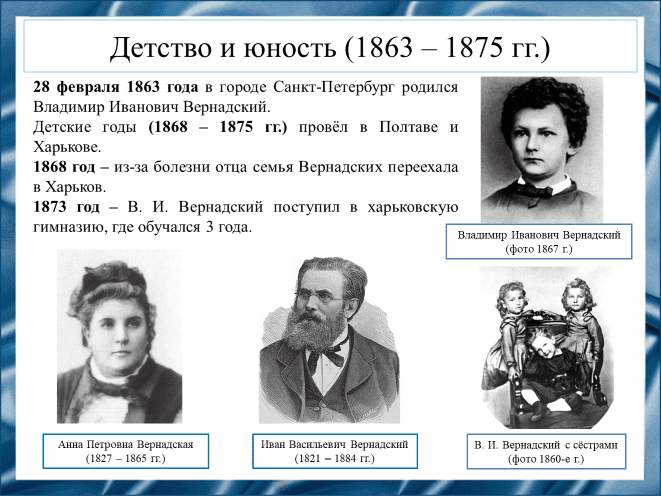 Детство и юность (1863 – 1875 гг.)
28 февраля 1863 года в городе Санкт-Петербург родился
Владимир Иванович Вернадский.
Детские годы (1868 – 1875 гг.) провёл в Полтаве и
Харькове.
1868 год – из-за болезни отца семья Вернадских переехала
в Харьков.
1873 год – В. И. Вернадский поступил в харьковскую
гимназию, где обучался 3 года.
Владимир Иванович Вернадский
(фото 1867 г.)
Анна Петровна Вернадская
(1827 – 1865 гг.)
Иван Васильевич Вернадский
(1821 – 1884 гг.)
В. И. Вернадский с сёстрами
(фото 1860-е г.)